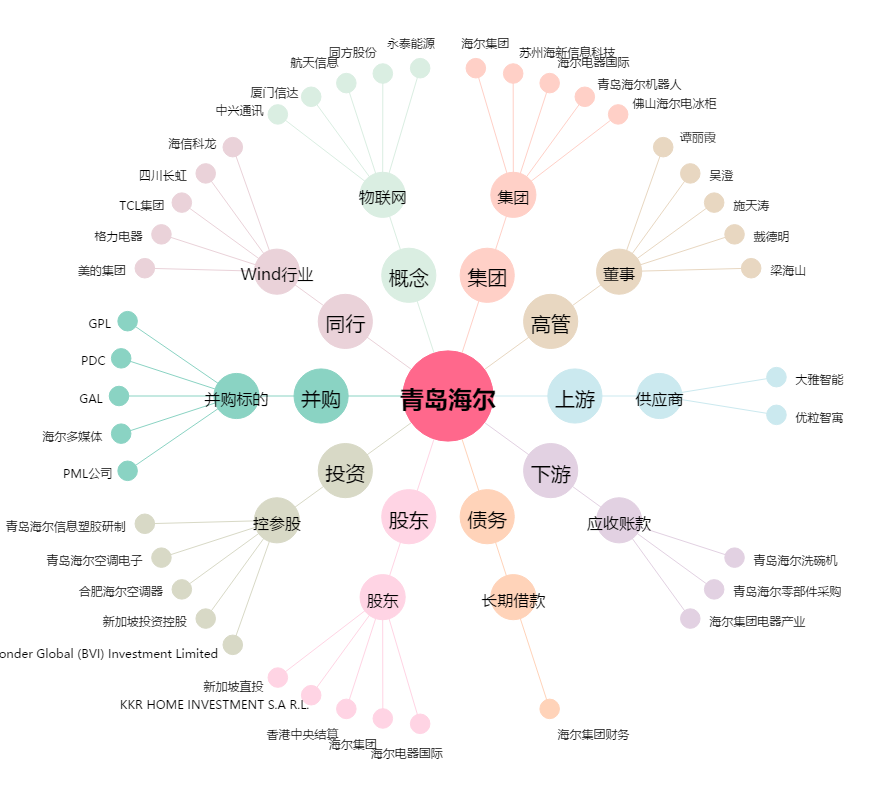 永泰能源
海尔集团
同方股份
苏州海新信息科技
航天信息
海尔电器国际
厦门信达
青岛海尔机器人
中兴通讯
佛山海尔电冰柜
海信科龙
谭丽霞
四川长虹
吴澄
物联网
集团
TCL集团
施天涛
格力电器
戴德明
美的集团
Wind行业
概念
集团
董事
梁海山
GPL
同行
高管
PDC
大雅智能
GAL
并购标的
并购
青岛海尔
上游
供应商
海尔多媒体
优粒智寓
PML公司
投资
下游
青岛海尔信息塑胶研制
控参股
股东
债务
应收账款
青岛海尔空调电子
青岛海尔洗碗机
合肥海尔空调器
股东
长期借款
青岛海尔零部件采购
新加坡投资控股
海尔集团电器产业
onder Global (BVI) Investment Limited
新加坡直投
KKR HOME INVESTMENT S.A R.L.
香港中央结算
海尔集团
海尔集团财务
海尔电器国际